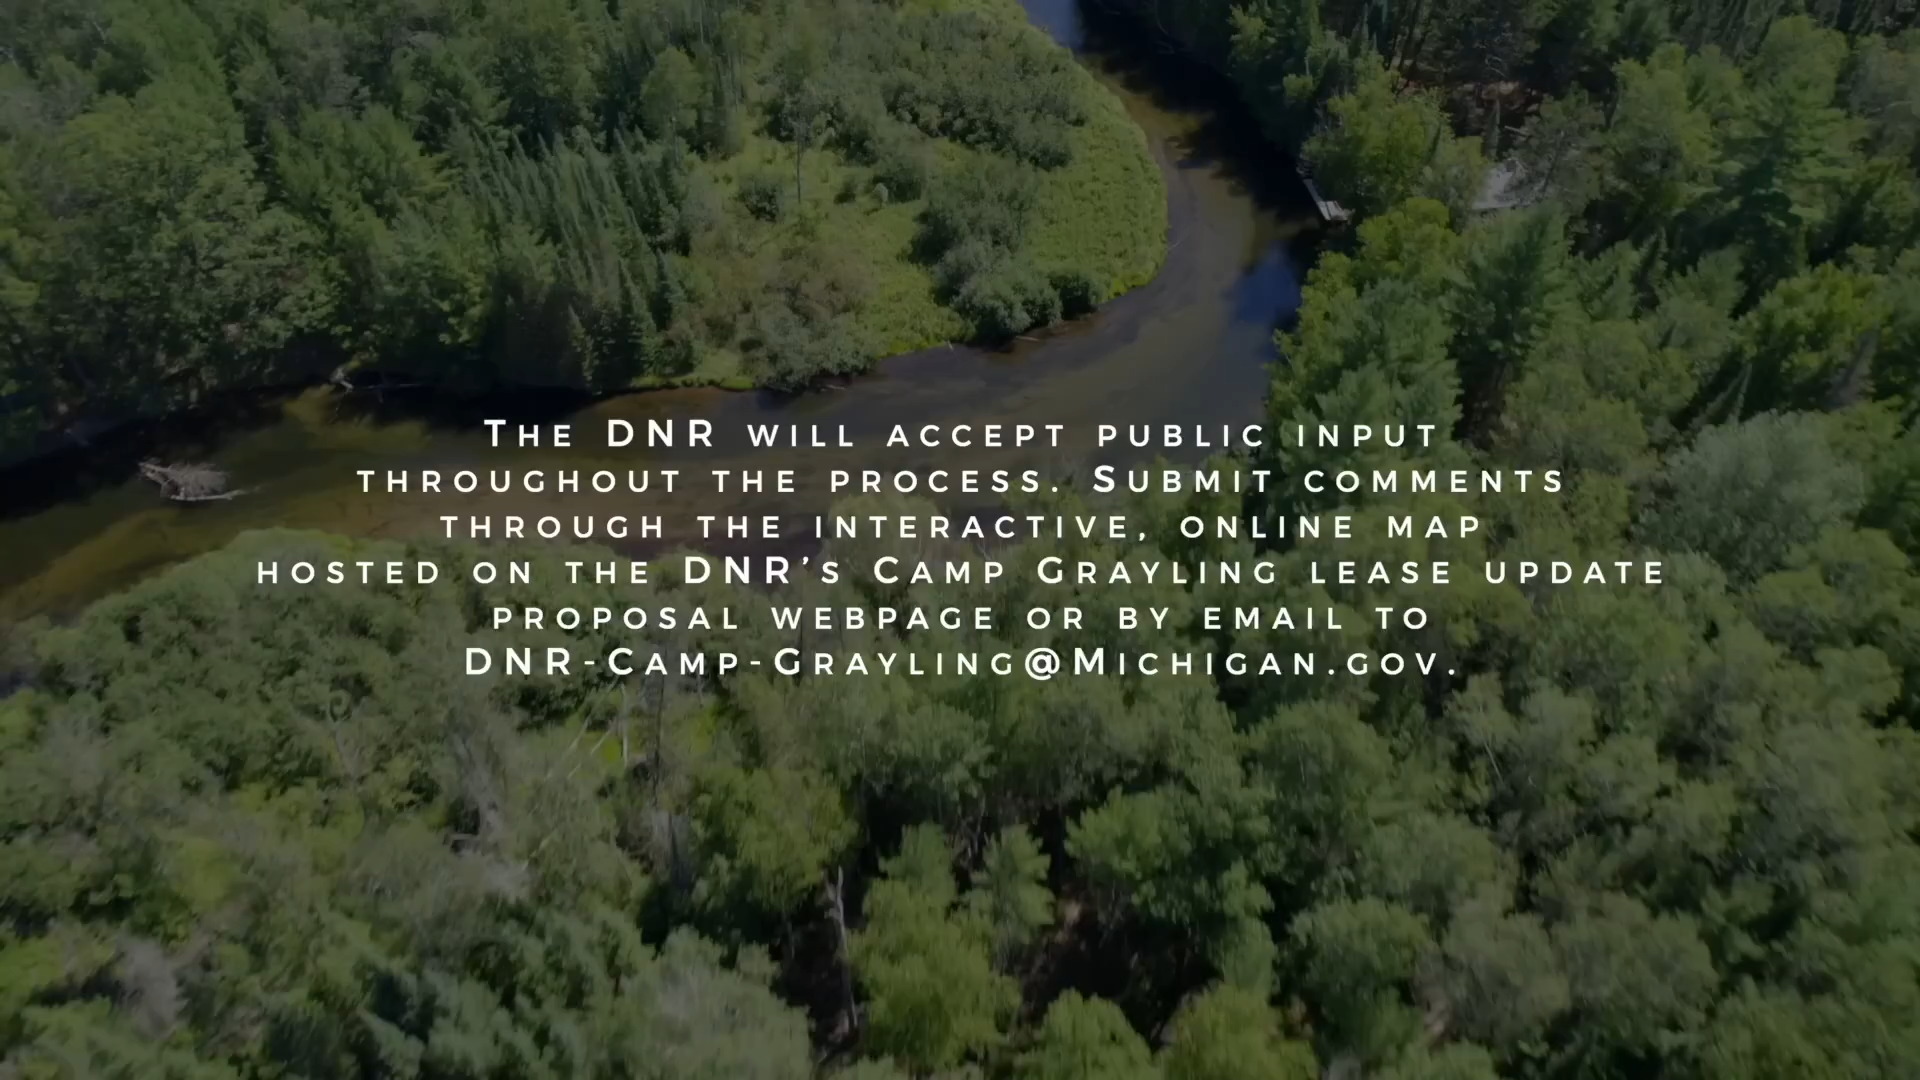 The DNR will accept public input
throughout the process. Submit comments
through the interactive, online map
hosted on the DNR’s Camp Grayling lease update
proposal webpage or by email to
DNR-Camp-Grayling@Michigan.gov.